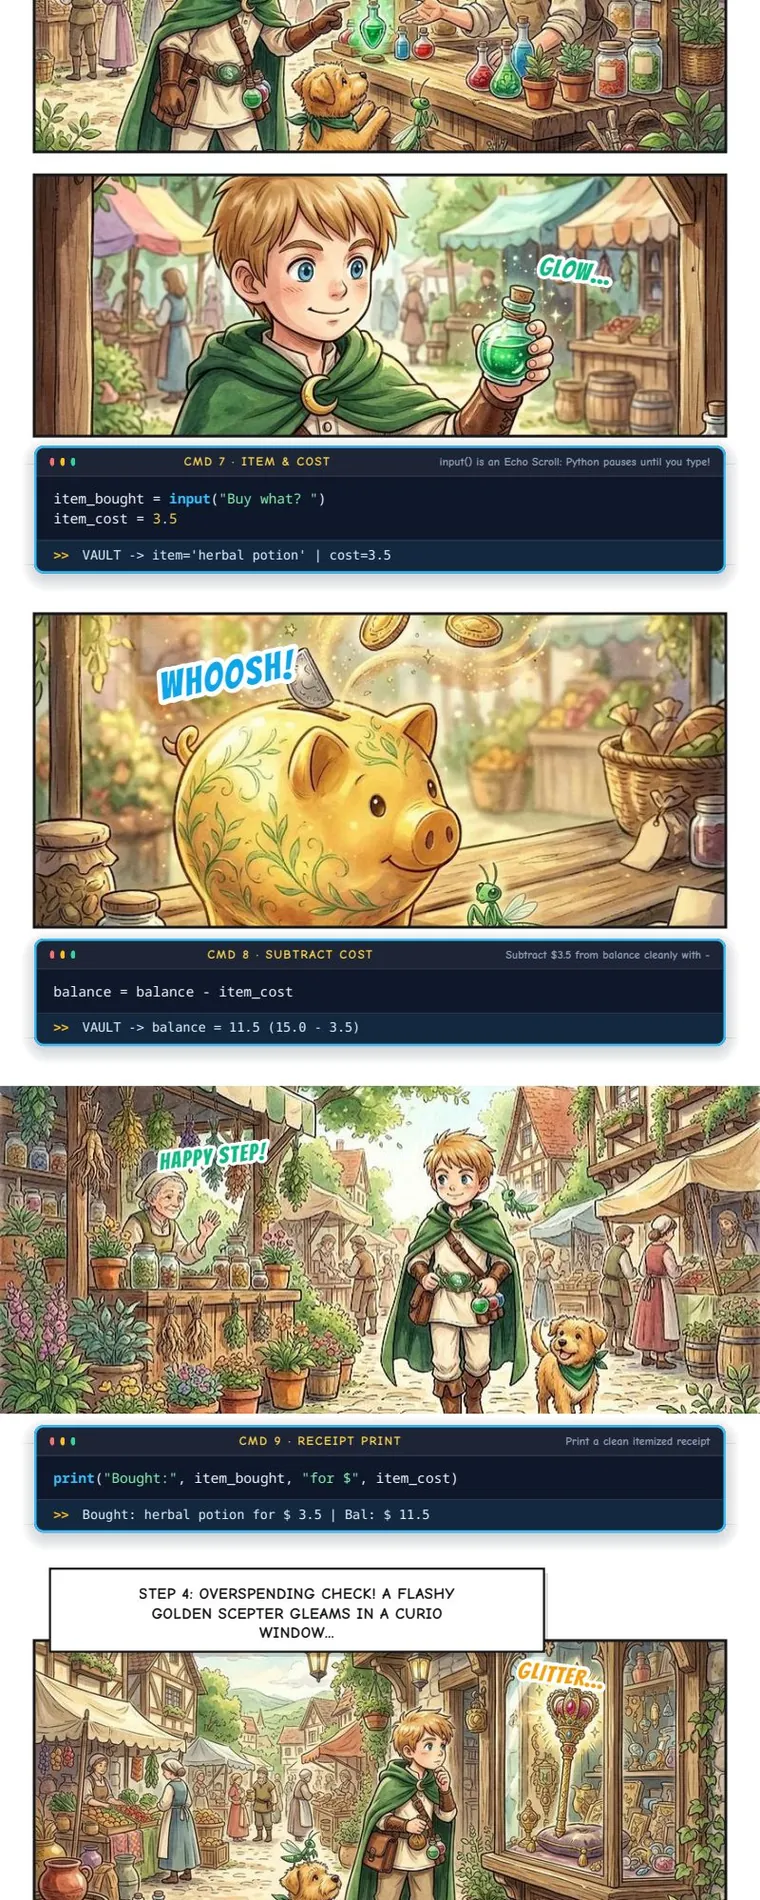 GLOW...
CMD 7 · ITEM & COST
input() is an Echo Scroll: Python pauses until you type!
item_bought = input("Buy what? ")
item_cost = 3.5
>> VAULT -> item='herbal potion' | cost=3.5
WHOOSH!
CMD 8 · SUBTRACT COST
Subtract $3.5 from balance cleanly with -
balance = balance - item_cost
>> VAULT -> balance = 11.5 (15.0 - 3.5)
HAPPY STEP!
CMD 9 · RECEIPT PRINT
Print a clean itemized receipt
print("Bought:", item_bought, "for $", item_cost)
>> Bought: herbal potion for $ 3.5 | Bal: $ 11.5
STEP 4: OVERSPENDING CHECK! A FLASHY
GOLDEN SCEPTER GLEAMS IN A CURIO
WINDOW...
GLITTER...